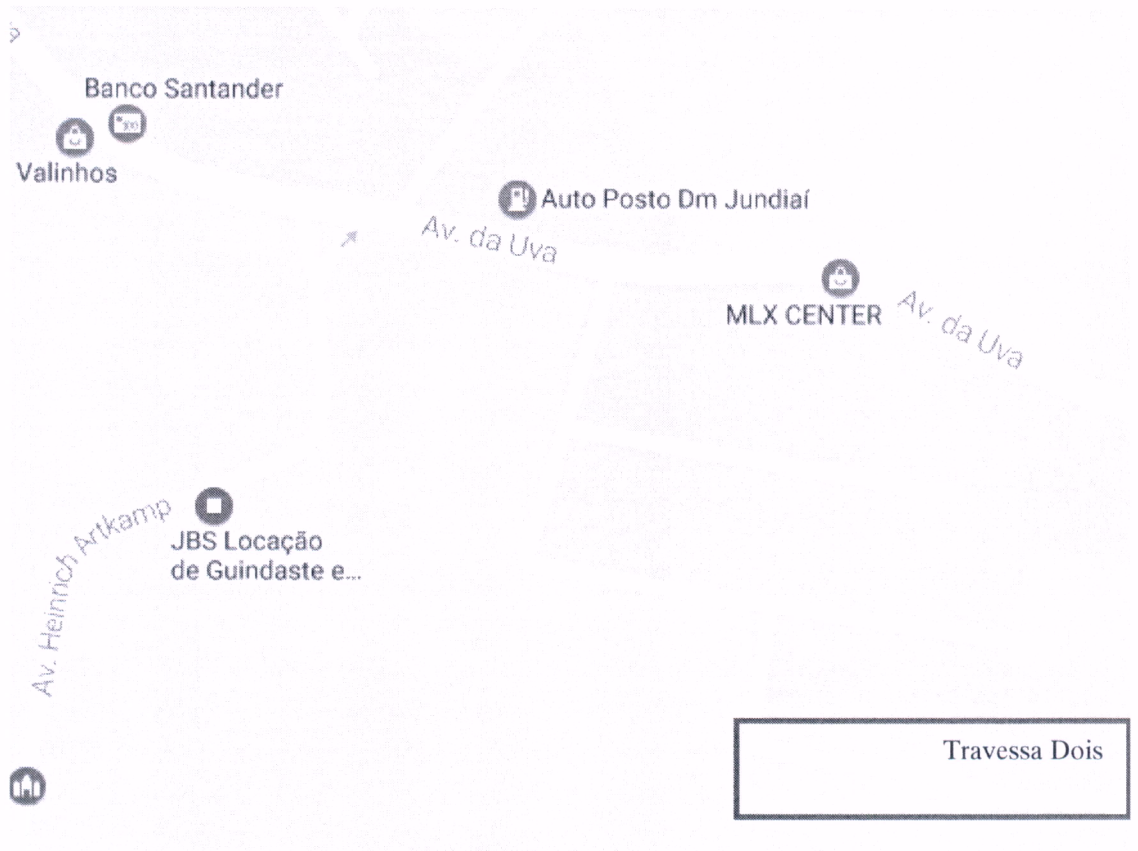 Banco Santander
Valinhos
Auto Posto Dm Jundiaí
Av. da Uva
MLX CENTER
Av. da Uva
Av. Heinrich Artkamp
JBS Locação
de Guindaste e...
Travessa Dois